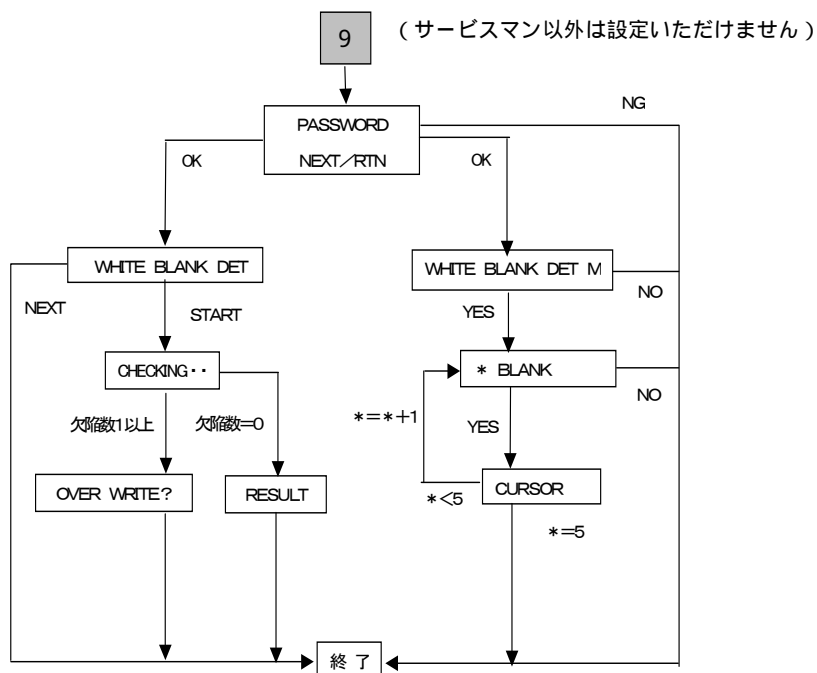 9
(サービスマン以外は設定いただけません)
PASSWORD
NEXT/RTN
NG
OK
OK
WHITE BLANK DET
WHITE BLANK DET M
NO
NEXT
START
YES
CHECKING・・
* BLANK
NO
欠陥数1以上
欠陥数=0
*=*+1
YES
OVER WRITE?
RESULT
CURSOR
*<5
*=5
終了